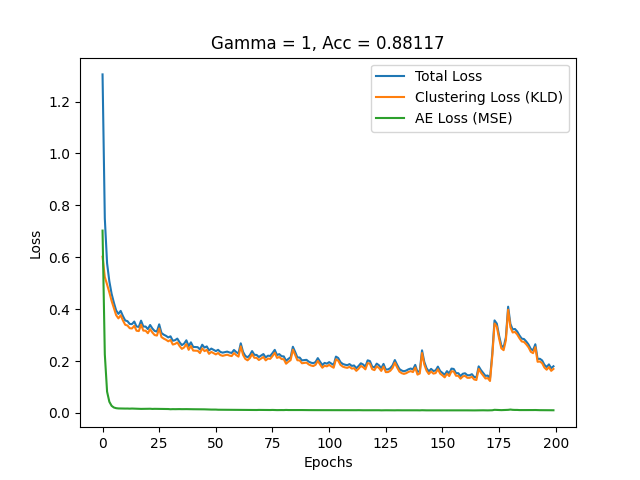 Gamma = 1, Acc = 0.88117
Total Loss
Clustering Loss (KLD)
AE Loss (MSE)
Loss
1.2
1.0
0.8
0.6
0.4
0.2
0.0
0 25 50 75 100 125 150 175 200
Epochs